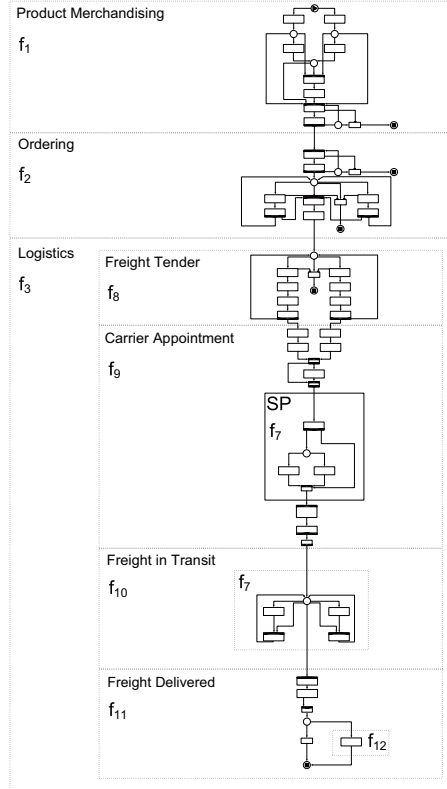 Product Merchandising
f1
Ordering
f2
Logistics
f3
Freight Tender
f8
Carrier Appointment
f9
SP
f7
Freight in Transit
f10
f7
Freight Delivered
f11
f12